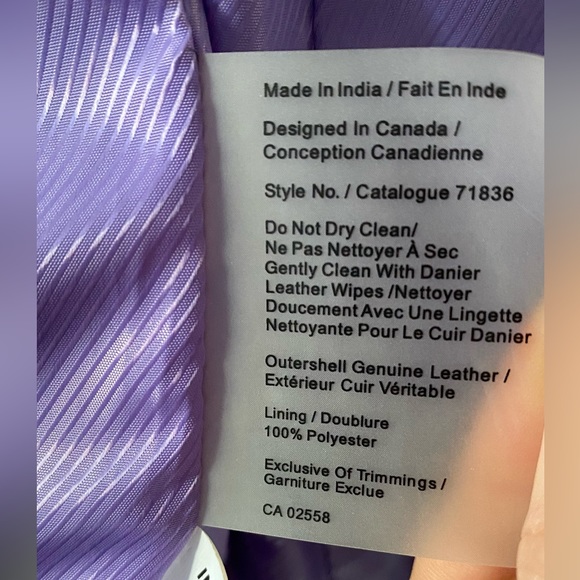 Made In India / Fait En Inde
Designed In Canada /
Conception Canadienne
Style No. / Catalogue 71836
Do Not Dry Clean/
Ne Pas Nettoyer À Sec
Gently Clean With Danier
Leather Wipes /Nettoyer
Doucement Avec Une Lingette
Nettoyante Pour Le Cuir Danier
Outershell Genuine Leather /
Extérieur Cuir Véritable
Lining / Doublure
100% Polyester
Exclusive Of Trimmings /
Garniture Exclue
CA 02558